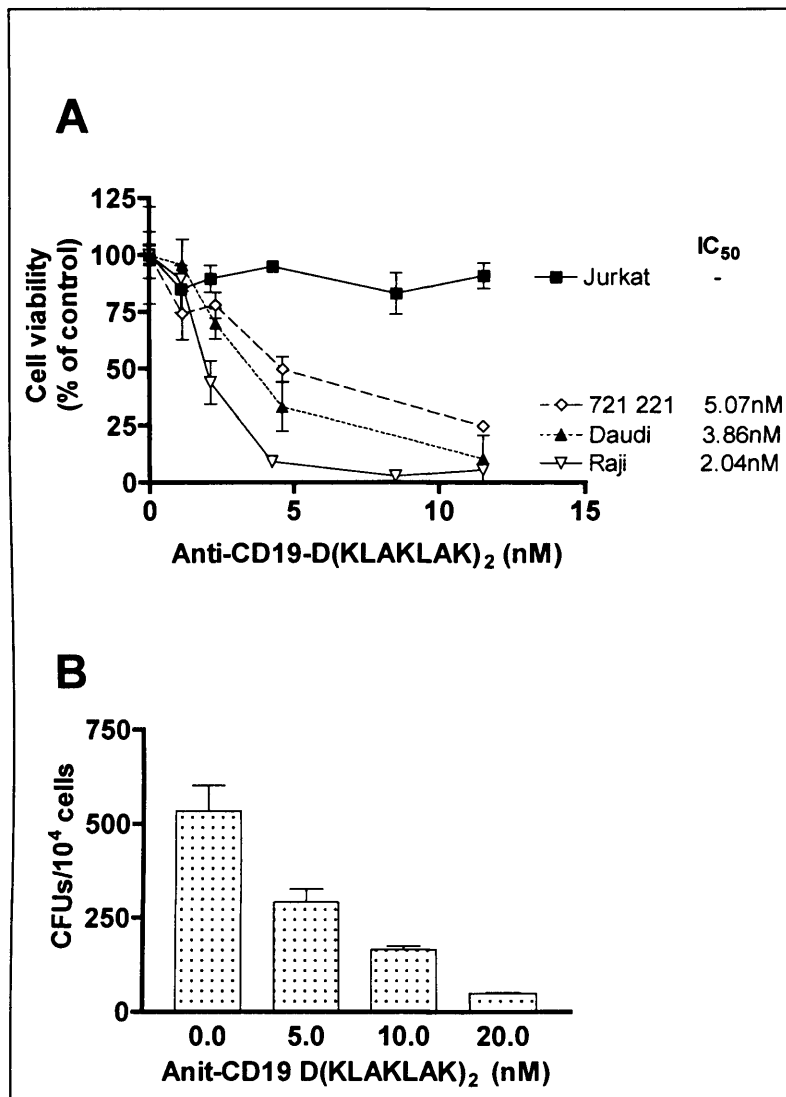 A
125
100
75
50
25
0
Cell viability
(% of control)
0 5 10 15
Anti-CD19-D(KLAKLAK)₂ (nM)
IC₅₀
Jurkat -
721 221 5.07nM
Daudi 3.86nM
Raji 2.04nM
B
750
500
250
0
CFUs/10⁴ cells
0.0 5.0 10.0 20.0
Anit-CD19 D(KLAKLAK)₂ (nM)